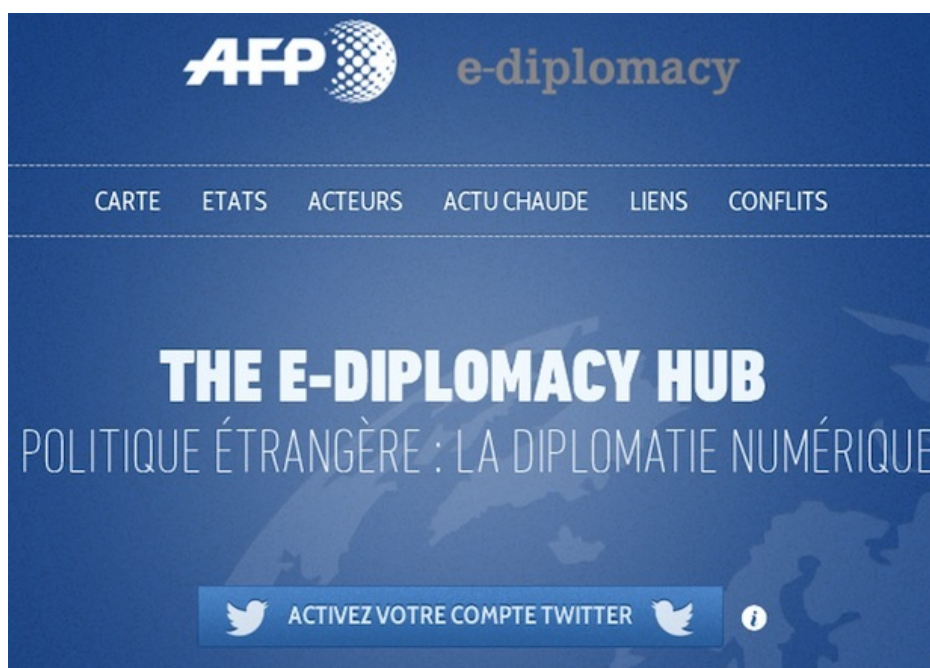 AFP e-diplomacy
CARTE ETATS ACTEURS ACTU CHAUDE LIENS CONFLITS
THE E-DIPLOMACY HUB
POLITIQUE ÉTRANGÈRE : LA DIPLOMATIE NUMÉRIQUE
ACTIVEZ VOTRE COMPTE TWITTER i